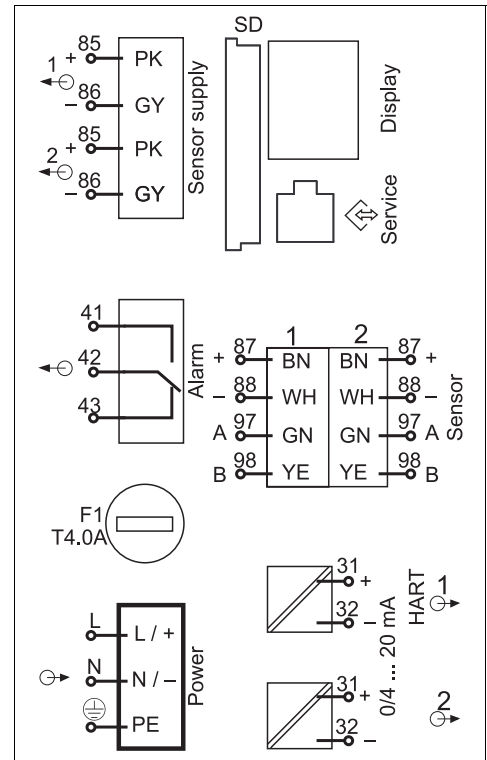 SD
1 + 85 PK
− 86 GY
2 + 85 PK
− 86 GY
Sensor supply
Display
Service
41
42
43
Alarm
1 2
+ 87 BN BN 87 +
− 88 WH WH 88 −
A 97 GN GN 97 A
B 98 YE YE 98 B
Sensor
F1
T4.0A
L L / +
N N / −
PE
Power
31 +
32 −
31 +
32 −
0/4 ... 20 mA
HART
1
2